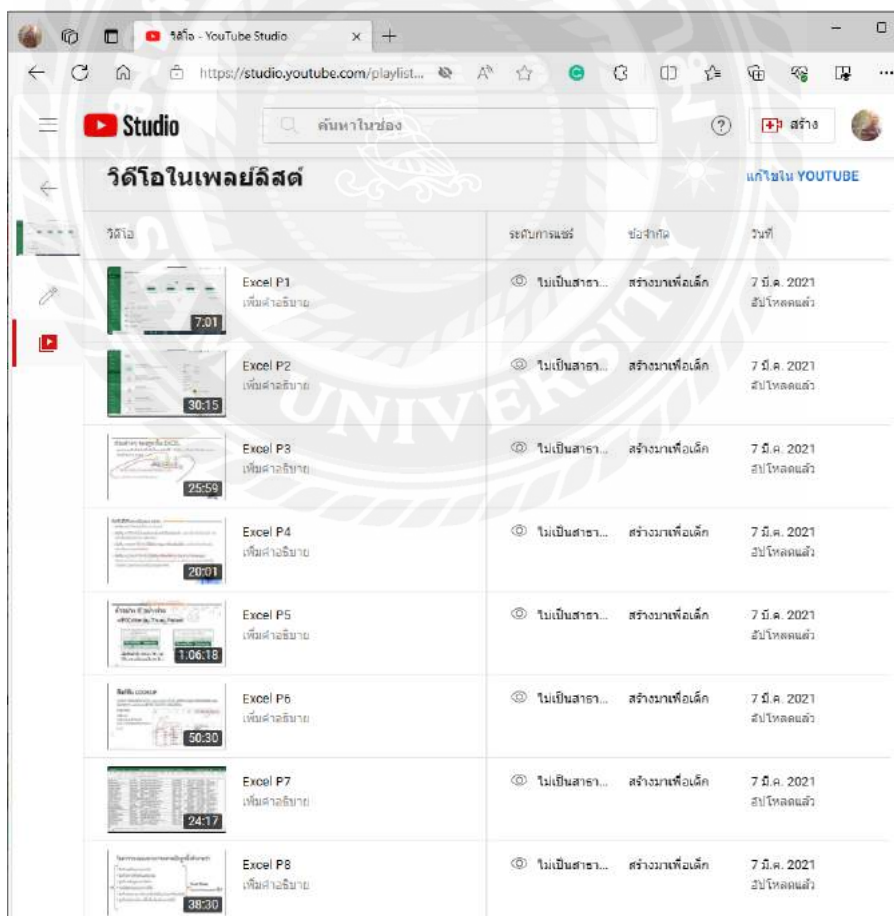 วิดีโอ - YouTube Studio
https://studio.youtube.com/playlist...
Studio
ค้นหาในช่อง
สร้าง
วิดีโอในเพลย์ลิสต์
แก้ไขใน YOUTUBE
วิดีโอ ระดับการแชร์ ข้อจำกัด วันที่
Excel P1 ไม่เป็นสาธา... สร้างมาเพื่อเด็ก 7 มี.ค. 2021
เพิ่มคำอธิบาย อัปโหลดแล้ว
7:01
Excel P2 ไม่เป็นสาธา... สร้างมาเพื่อเด็ก 7 มี.ค. 2021
เพิ่มคำอธิบาย อัปโหลดแล้ว
30:15
Excel P3 ไม่เป็นสาธา... สร้างมาเพื่อเด็ก 7 มี.ค. 2021
เพิ่มคำอธิบาย อัปโหลดแล้ว
25:59
Excel P4 ไม่เป็นสาธา... สร้างมาเพื่อเด็ก 7 มี.ค. 2021
เพิ่มคำอธิบาย อัปโหลดแล้ว
20:01
Excel P5 ไม่เป็นสาธา... สร้างมาเพื่อเด็ก 7 มี.ค. 2021
เพิ่มคำอธิบาย อัปโหลดแล้ว
1:06:18
Excel P6 ไม่เป็นสาธา... สร้างมาเพื่อเด็ก 7 มี.ค. 2021
เพิ่มคำอธิบาย อัปโหลดแล้ว
50:30
Excel P7 ไม่เป็นสาธา... สร้างมาเพื่อเด็ก 7 มี.ค. 2021
เพิ่มคำอธิบาย อัปโหลดแล้ว
24:17
Excel P8 ไม่เป็นสาธา... สร้างมาเพื่อเด็ก 7 มี.ค. 2021
เพิ่มคำอธิบาย อัปโหลดแล้ว
38:30
UNIVERSITY